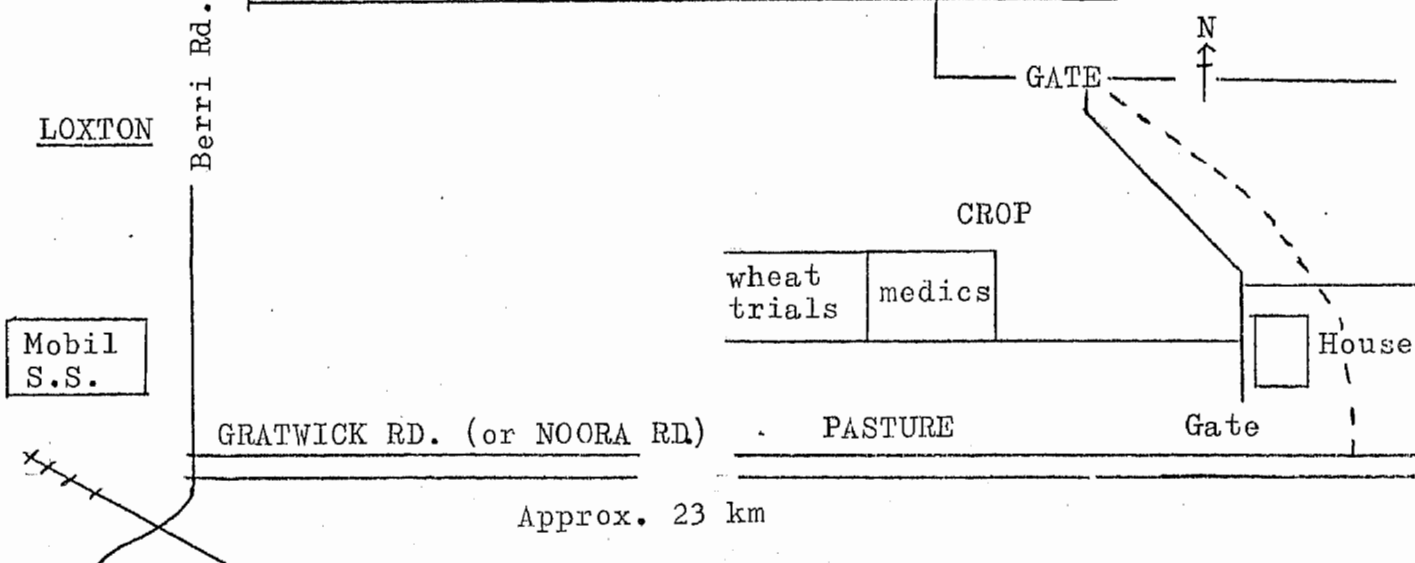 Berri Rd.
N
GATE
LOXTON
CROP
wheat
trials
medics
Mobil
S.S.
House
GRATWICK RD. (or NOORA RD)
PASTURE
Gate
Approx. 23 km